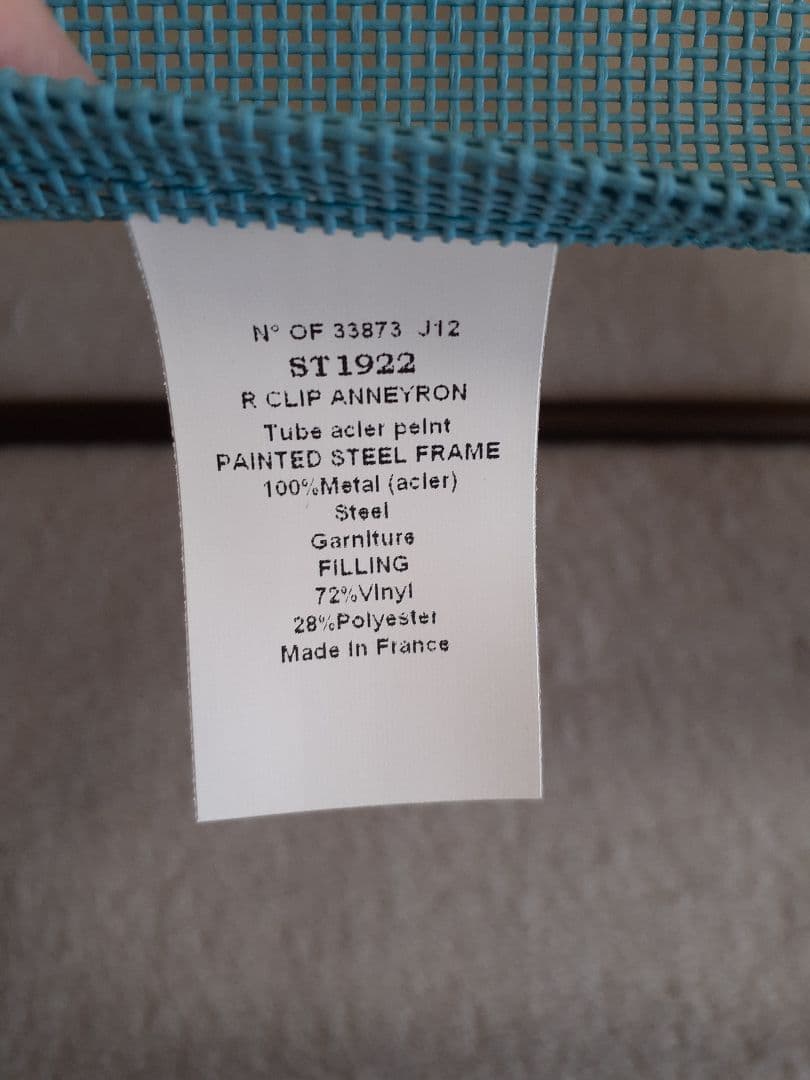 N° OF 33873 J12
ST1922
R CLIP ANNEYRON
Tube acier peint
PAINTED STEEL FRAME
100%Metal (acier)
Steel
Garniture
FILLING
72%Vinyl
28%Polyester
Made in France